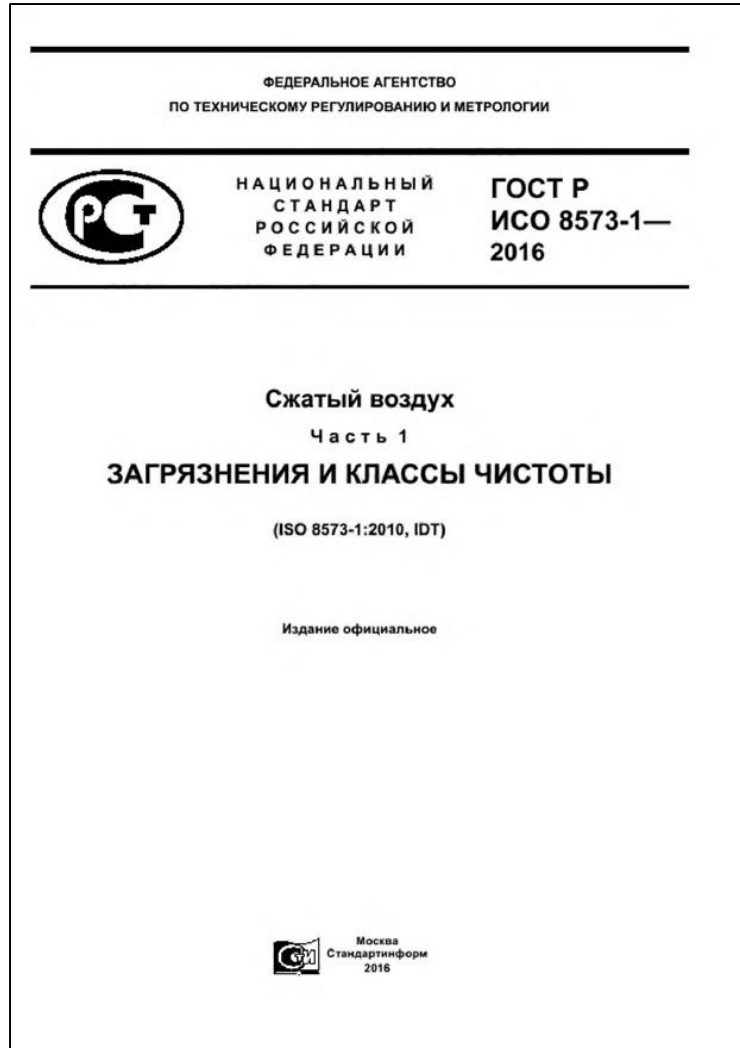 ФЕДЕРАЛЬНОЕ АГЕНТСТВО
ПО ТЕХНИЧЕСКОМУ РЕГУЛИРОВАНИЮ И МЕТРОЛОГИИ
РСТ
НАЦИОНАЛЬНЫЙ
СТАНДАРТ
РОССИЙСКОЙ
ФЕДЕРАЦИИ
ГОСТ Р
ИСО 8573-1—
2016
Сжатый воздух
Часть 1
ЗАГРЯЗНЕНИЯ И КЛАССЫ ЧИСТОТЫ
(ISO 8573-1:2010, IDT)
Издание официальное
Москва
Стандартинформ
2016